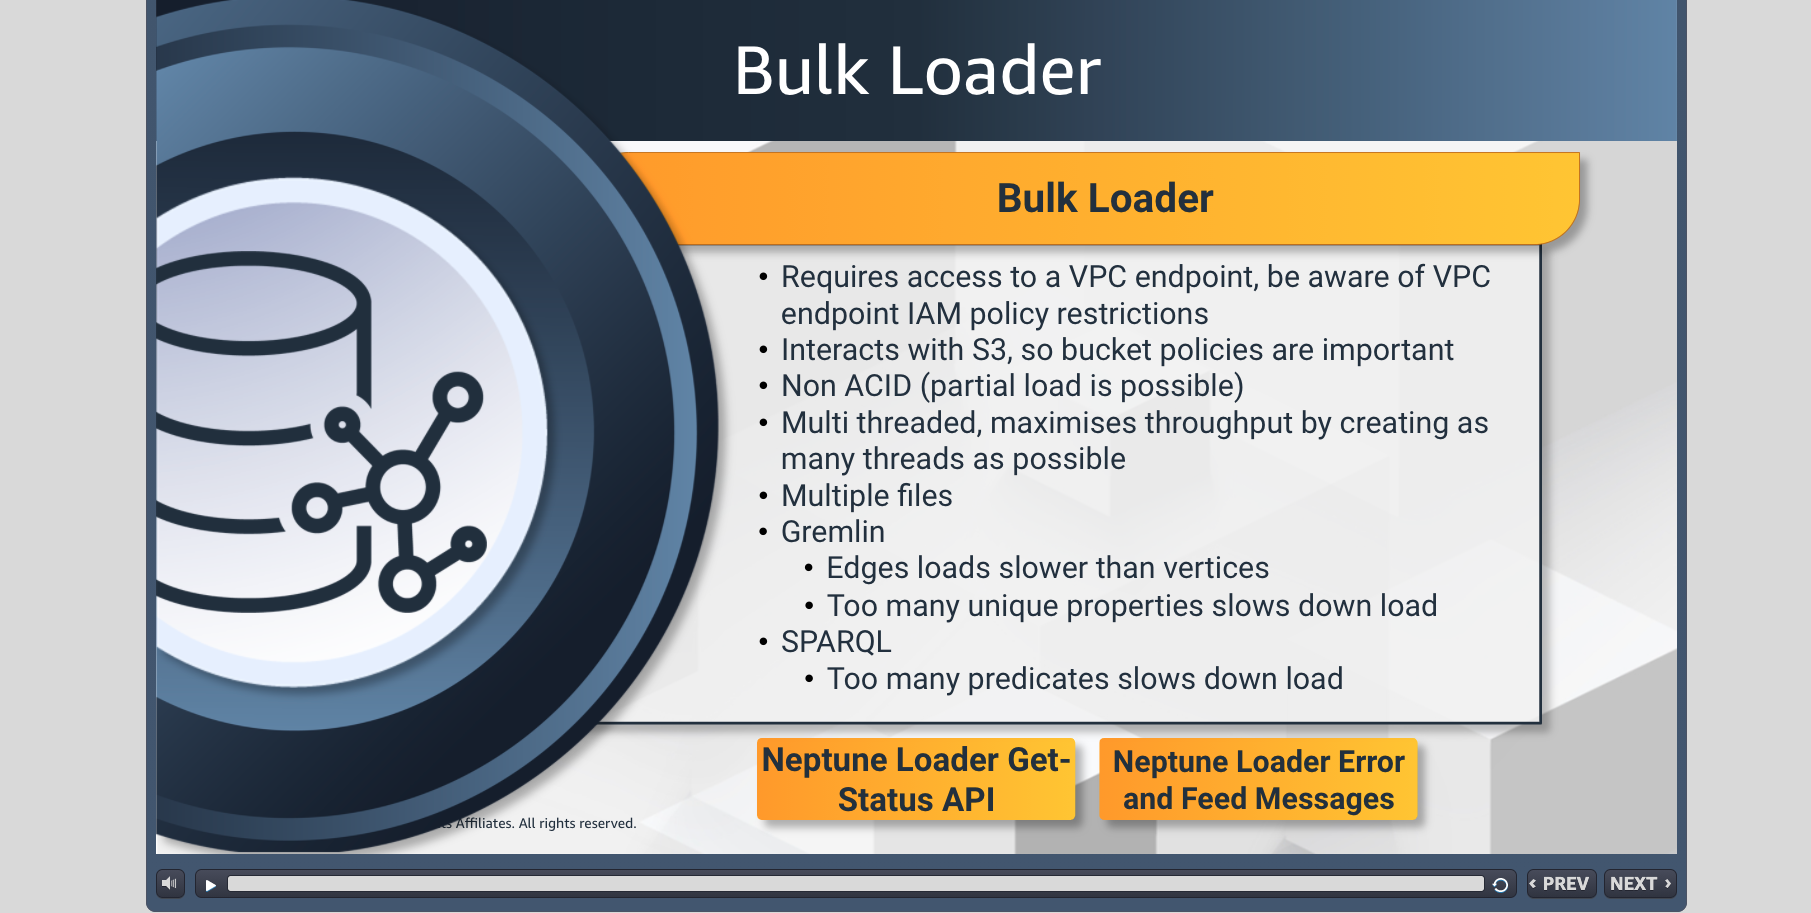 Bulk Loader
Bulk Loader
• Requires access to a VPC endpoint, be aware of VPC
endpoint IAM policy restrictions
• Interacts with S3, so bucket policies are important
• Non ACID (partial load is possible)
• Multi threaded, maximises throughput by creating as
many threads as possible
• Multiple files
• Gremlin
• Edges loads slower than vertices
• Too many unique properties slows down load
• SPARQL
• Too many predicates slows down load
Neptune Loader Get-
Status API
Neptune Loader Error
and Feed Messages
Affiliates. All rights reserved.
‹ PREV
NEXT ›